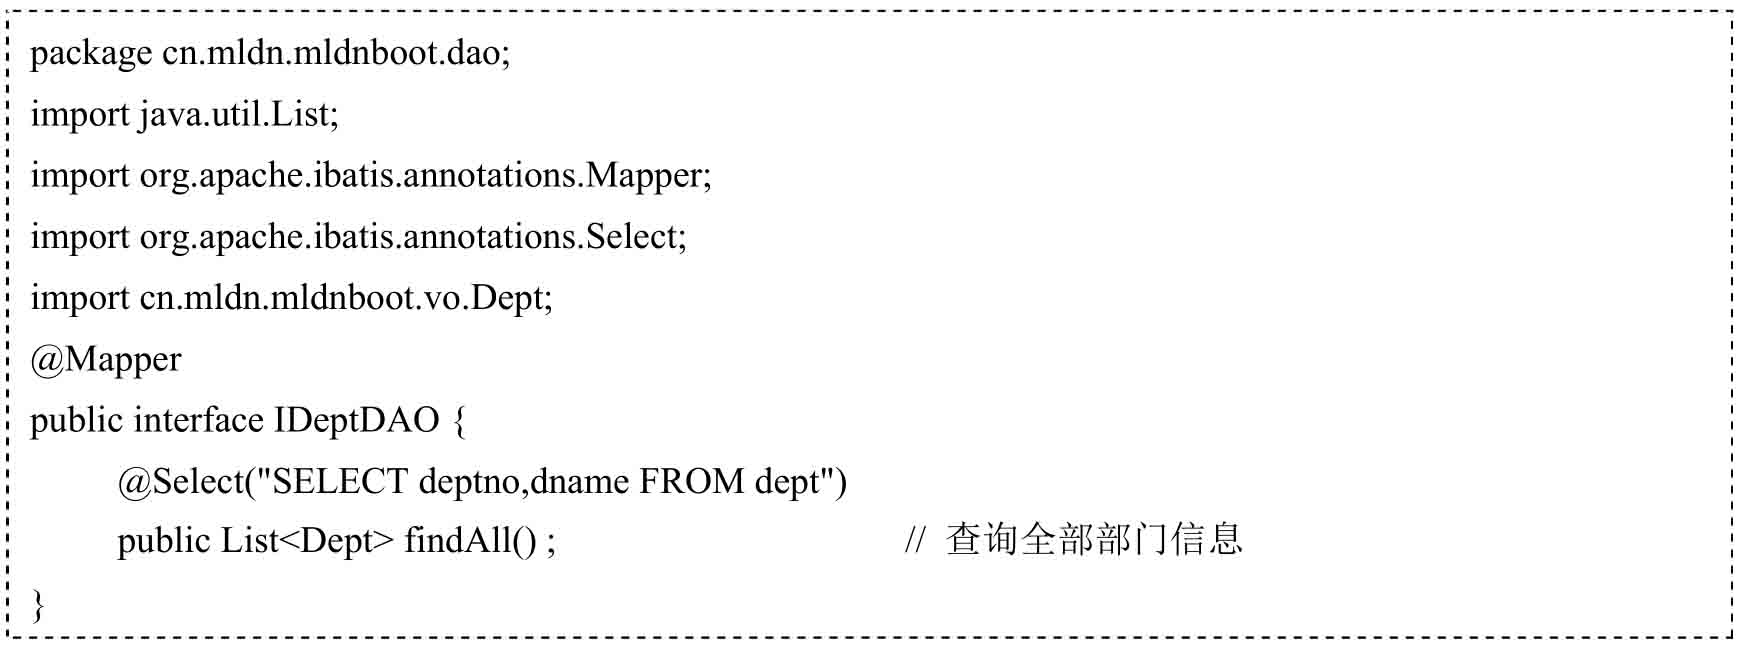 package cn.mldn.mldnboot.dao;
import java.util.List;
import org.apache.ibatis.annotations.Mapper;
import org.apache.ibatis.annotations.Select;
import cn.mldn.mldnboot.vo.Dept;
@Mapper
public interface IDeptDAO {
@Select("SELECT deptno,dname FROM dept")
public List<Dept> findAll() ; // 查询全部部门信息
}